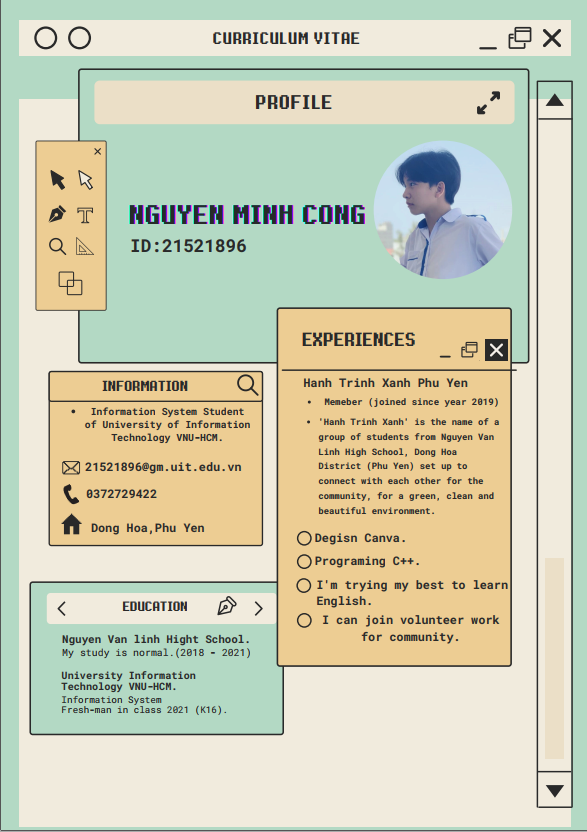 CURRICULUM VITAE
PROFILE
NGUYEN MINH CONG
ID:21521896
EXPERIENCES
Hanh Trinh Xanh Phu Yen
• Memeber (joined since year 2019)
• 'Hanh Trinh Xanh' is the name of a
group of students from Nguyen Van
Linh High School, Dong Hoa
District (Phu Yen) set up to
connect with each other for the
community, for a green, clean and
beautiful environment.
Degisn Canva.
Programing C++.
I'm trying my best to learn
English.
I can join volunteer work
for community.
INFORMATION
• Information System Student
of University of Information
Technology VNU-HCM.
21521896@gm.uit.edu.vn
0372729422
Dong Hoa,Phu Yen
EDUCATION
Nguyen Van linh Hight School.
My study is normal.(2018 - 2021)
University Information
Technology VNU-HCM.
Information System
Fresh-man in class 2021 (K16).